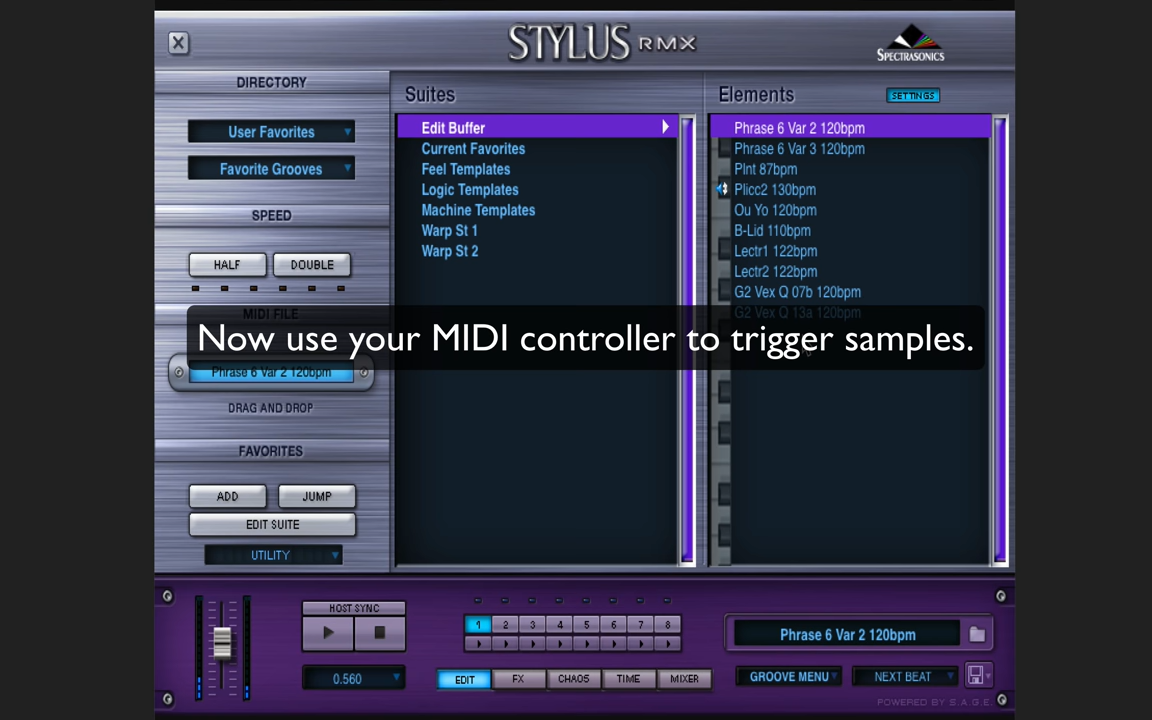 STYLUS RMX
SPECTRASONICS
X
DIRECTORY
User Favorites
Favorite Grooves
SPEED
HALF DOUBLE
MIDI FILE
Phrase 6 Var 2 120bpm
DRAG AND DROP
FAVORITES
ADD JUMP
EDIT SUITE
UTILITY
Suites
Edit Buffer
Current Favorites
Feel Templates
Logic Templates
Machine Templates
Warp St 1
Warp St 2
Elements SETTINGS
Phrase 6 Var 2 120bpm
Phrase 6 Var 3 120bpm
Plnt 87bpm
Plicc2 130bpm
Ou Yo 120bpm
B-Lid 110bpm
Lectr1 122bpm
Lectr2 122bpm
G2 Vex Q 07b 120bpm
G2 Vex Q 13a 120bpm
Now use your MIDI controller to trigger samples.
HOST SYNC
0.560
1 2 3 4 5 6 7 8
EDIT FX CHAOS TIME MIXER
Phrase 6 Var 2 120bpm
GROOVE MENU NEXT BEAT
POWERED BY S.A.G.E.